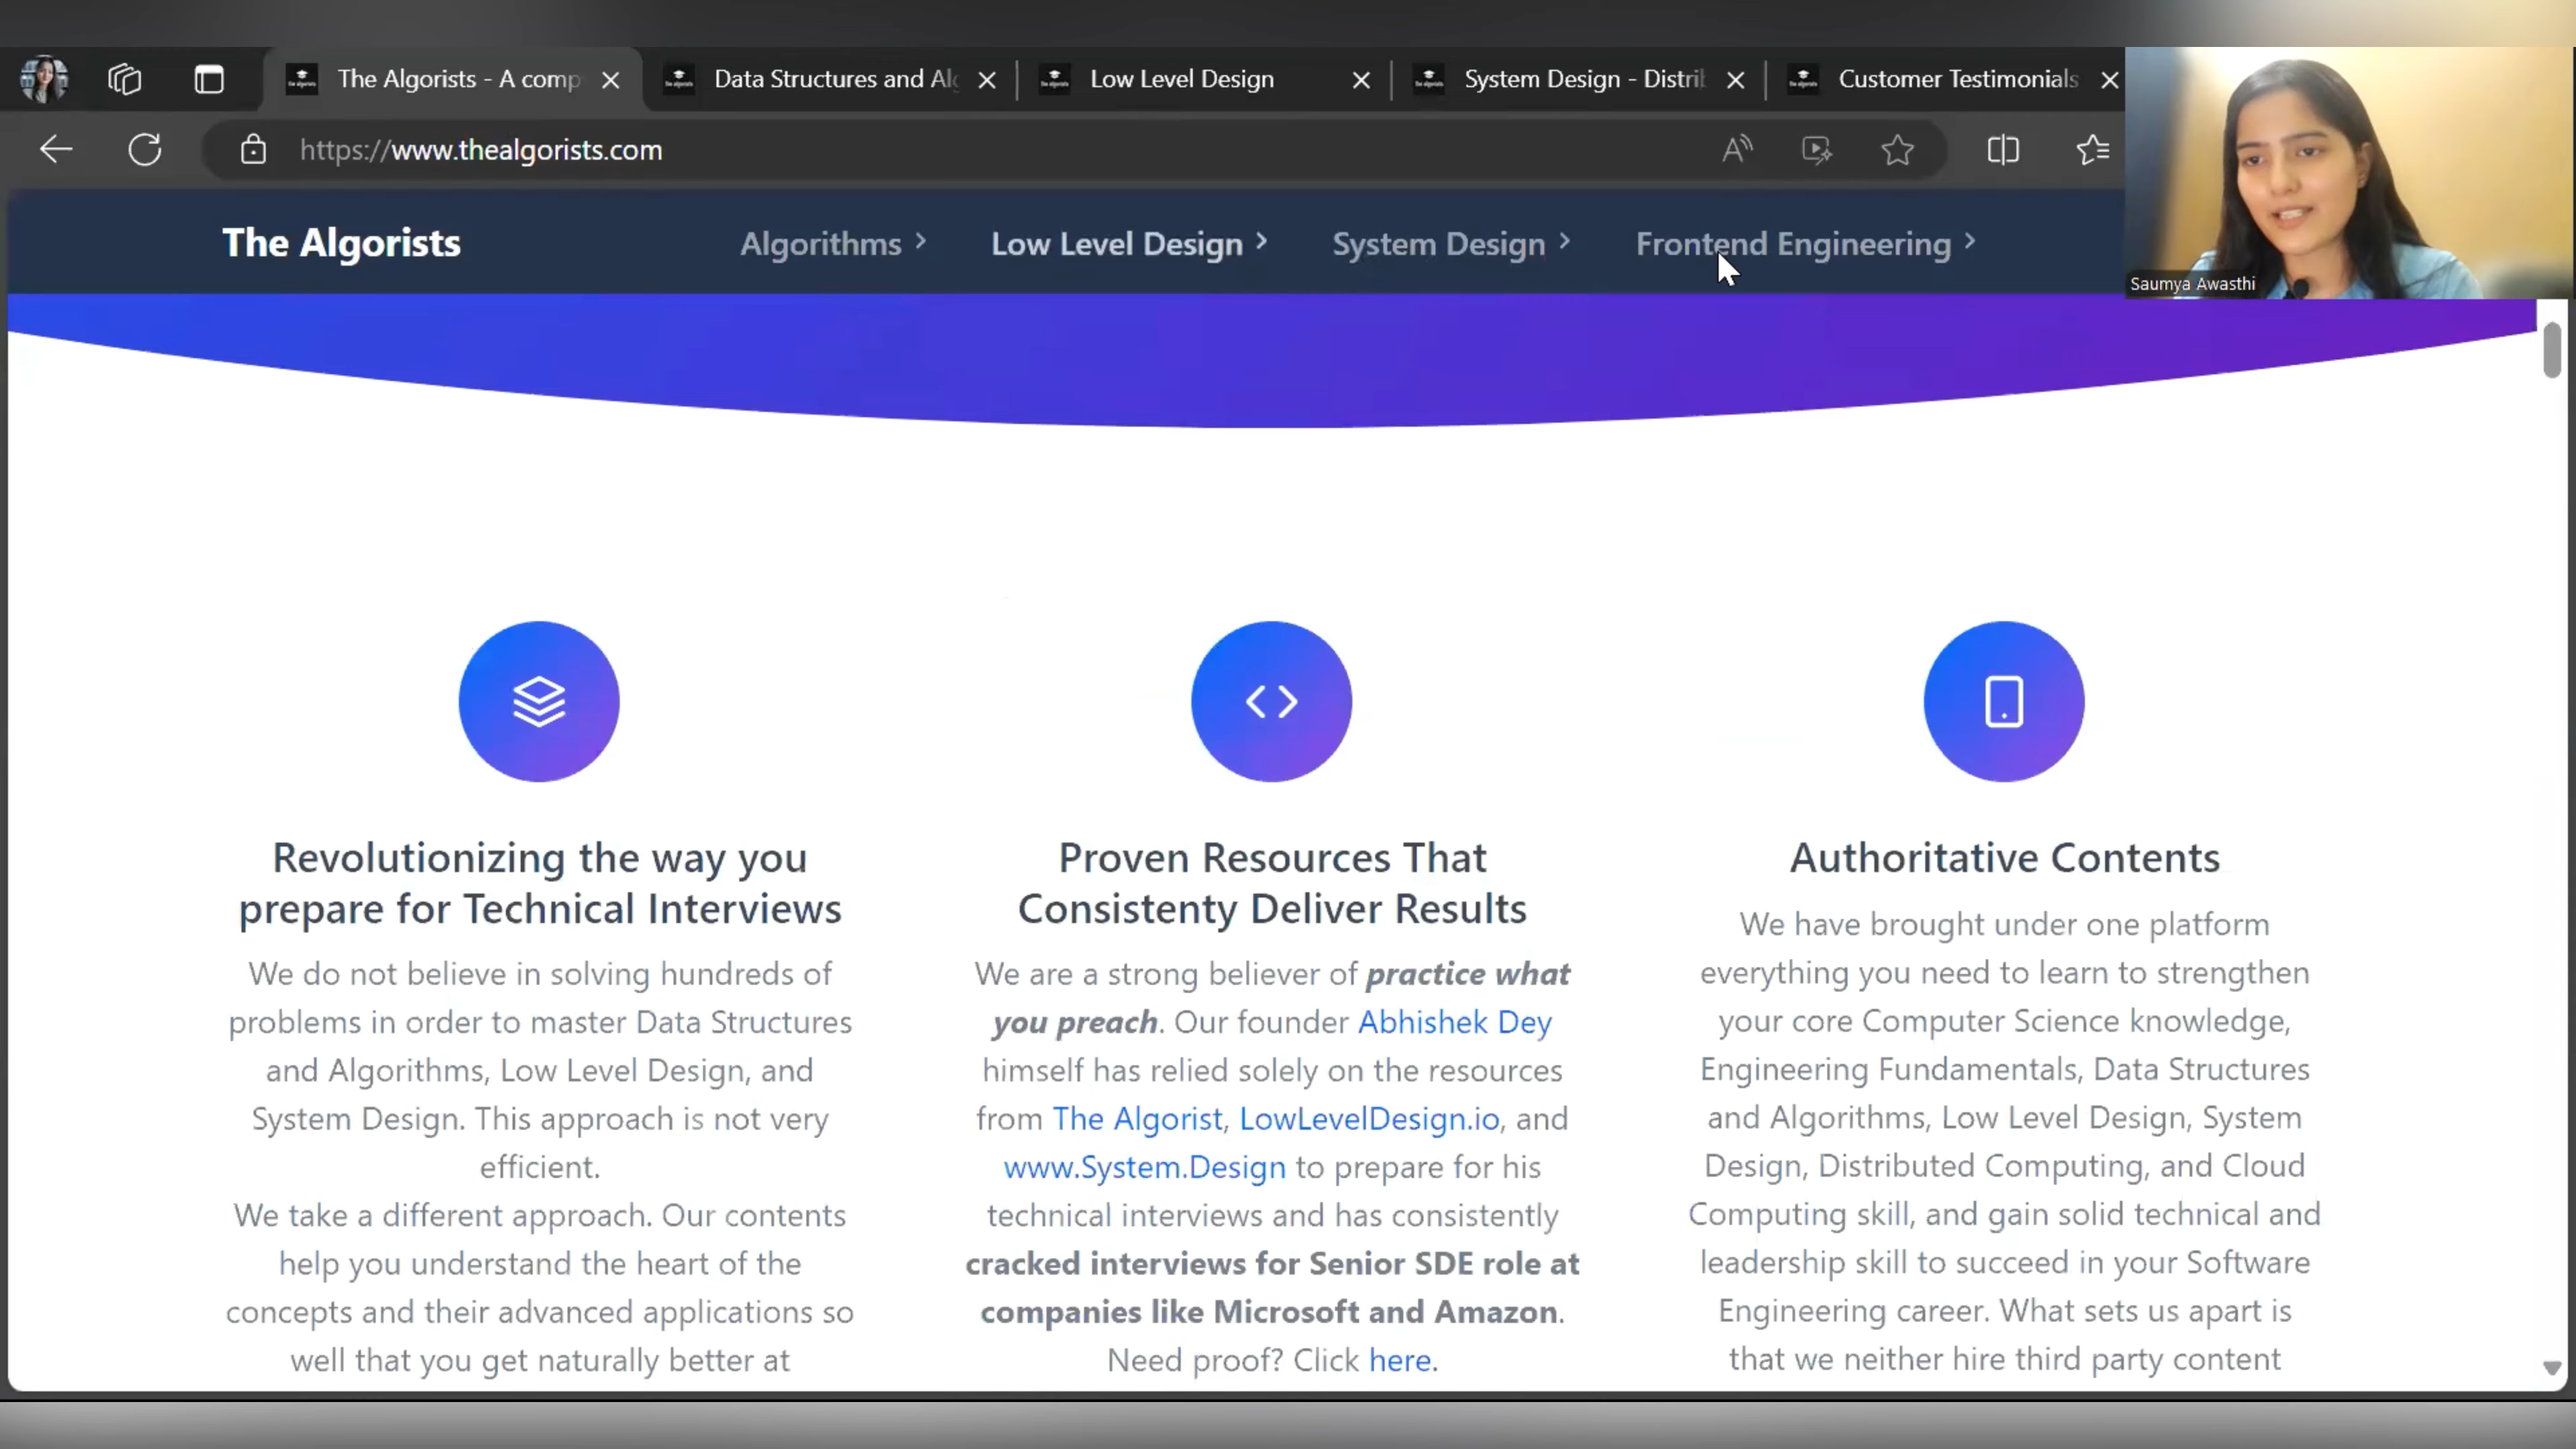 The Algorists - A comp
Data Structures and Alg
Low Level Design
System Design - Distrib
Customer Testimonials
https://www.thealgorists.com
The Algorists
Algorithms
Low Level Design
System Design
Frontend Engineering
Saumya Awasthi
Revolutionizing the way you
prepare for Technical Interviews
We do not believe in solving hundreds of
problems in order to master Data Structures
and Algorithms, Low Level Design, and
System Design. This approach is not very
efficient.
We take a different approach. Our contents
help you understand the heart of the
concepts and their advanced applications so
well that you get naturally better at
Proven Resources That
Consistenty Deliver Results
We are a strong believer of practice what
you preach. Our founder Abhishek Dey
himself has relied solely on the resources
from The Algorist, LowLevelDesign.io, and
www.System.Design to prepare for his
technical interviews and has consistently
cracked interviews for Senior SDE role at
companies like Microsoft and Amazon.
Need proof? Click here.
Authoritative Contents
We have brought under one platform
everything you need to learn to strengthen
your core Computer Science knowledge,
Engineering Fundamentals, Data Structures
and Algorithms, Low Level Design, System
Design, Distributed Computing, and Cloud
Computing skill, and gain solid technical and
leadership skill to succeed in your Software
Engineering career. What sets us apart is
that we neither hire third party content